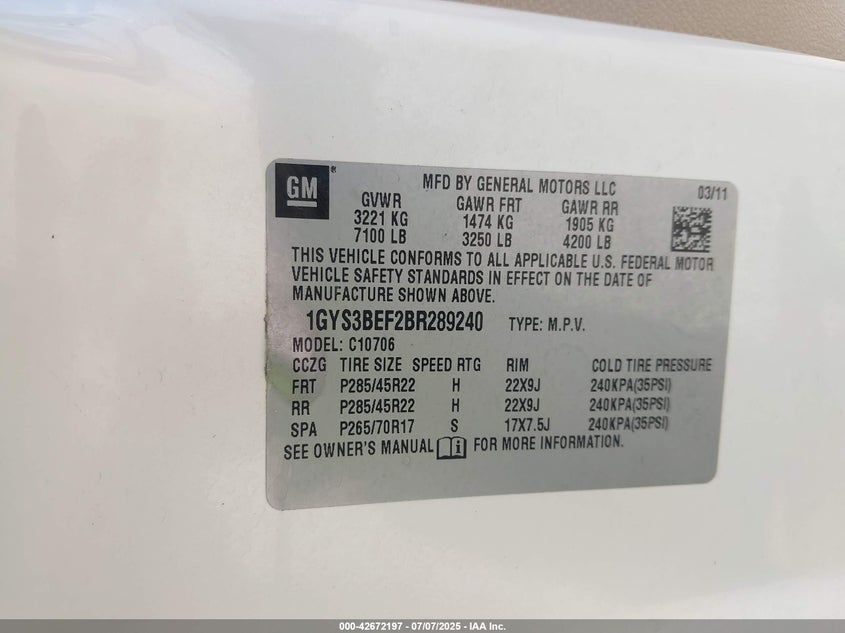 GM
MFD BY GENERAL MOTORS LLC 03/11
GVWR GAWR FRT GAWR RR
3221 KG 1474 KG 1905 KG
7100 LB 3250 LB 4200 LB
THIS VEHICLE CONFORMS TO ALL APPLICABLE U.S. FEDERAL MOTOR
VEHICLE SAFETY STANDARDS IN EFFECT ON THE DATE OF
MANUFACTURE SHOWN ABOVE.
1GYS3BEF2BR289240 TYPE: M.P.V.
MODEL: C10706
CCZG TIRE SIZE SPEED RTG RIM COLD TIRE PRESSURE
FRT P285/45R22 H 22X9J 240KPA(35PSI)
RR P285/45R22 H 22X9J 240KPA(35PSI)
SPA P265/70R17 S 17X7.5J 240KPA(35PSI)
SEE OWNER'S MANUAL FOR MORE INFORMATION.
000-42672197 - 07/07/2025 - IAA Inc.